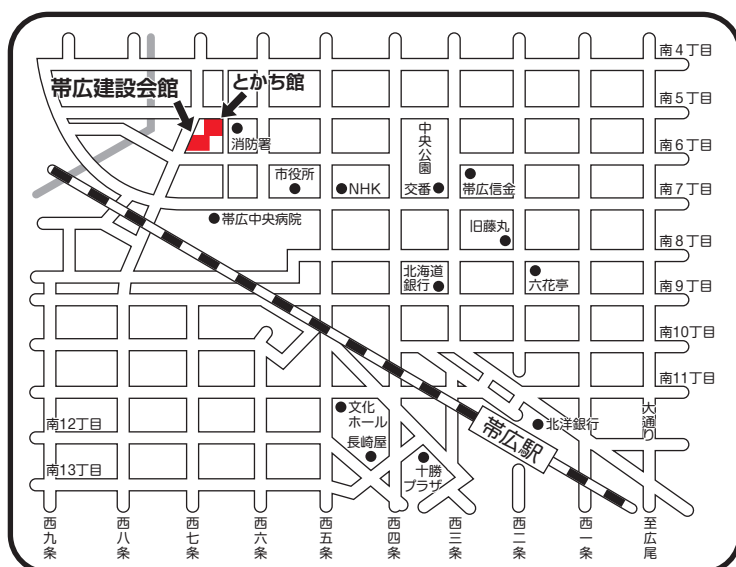 南4丁目
南5丁目
南6丁目
南7丁目
南8丁目
南9丁目
南10丁目
南11丁目
帯広建設会館
とかち館
消防署
中央公園
市役所
NHK
交番
帯広信金
帯広中央病院
旧藤丸
北海道
銀行
六花亭
文化
ホール
長崎屋
十勝
プラザ
帯広駅
北洋銀行
大通り
南12丁目
南13丁目
西九条
西八条
西七条
西六条
西五条
西四条
西三条
西二条
西一条
至広尾